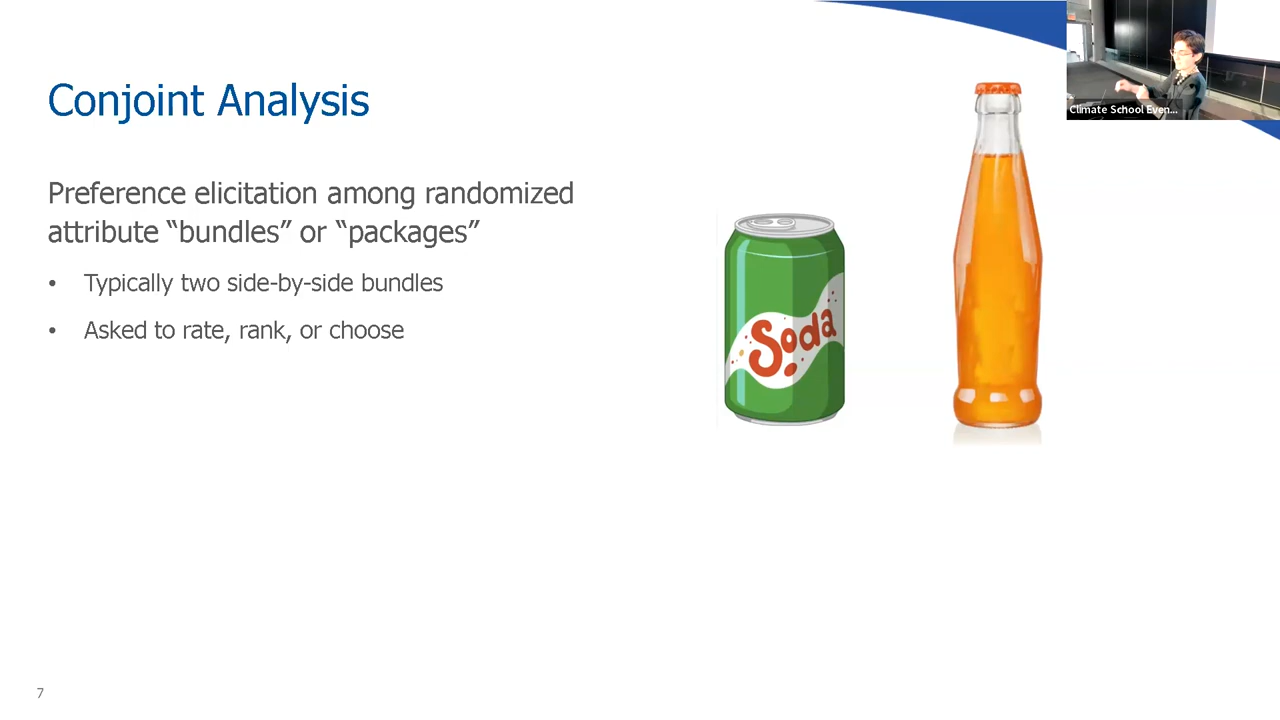 Climate School Even...
Conjoint Analysis
Preference elicitation among randomized
attribute “bundles” or “packages”
• Typically two side-by-side bundles
• Asked to rate, rank, or choose
Soda
7